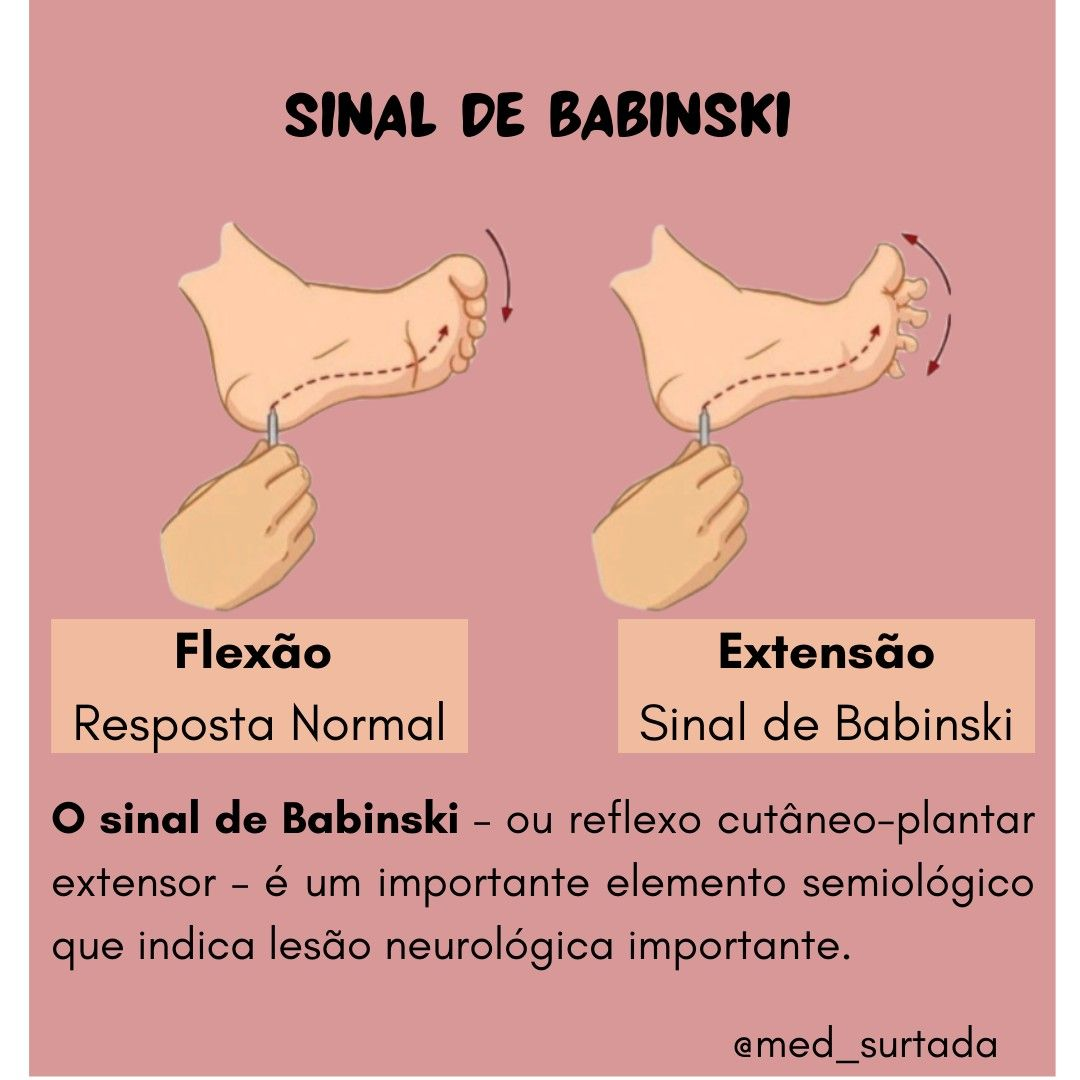 SINAL DE BABINSKI
Flexão
Resposta Normal
Extensão
Sinal de Babinski
O sinal de Babinski - ou reflexo cutâneo-plantar
extensor - é um importante elemento semiológico
que indica lesão neurológica importante.
@med_surtada